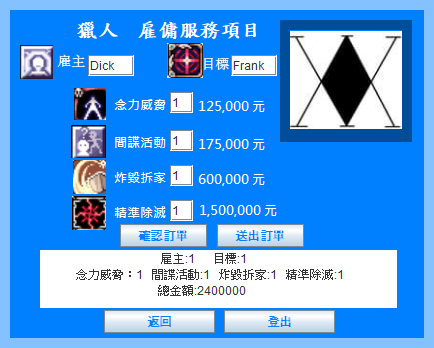 獵人　雇傭服務項目
雇主 Dick 目標 Frank
念力威脅 1 125,000 元
間諜活動 1 175,000 元
炸毀拆家 1 600,000 元
精準除滅 1 1,500,000 元
確認訂單 送出訂單
雇主:1 目標:1
念力威脅：1 間諜活動:1 炸毀拆家:1 精準除滅:1
總金額:2400000
返回 登出